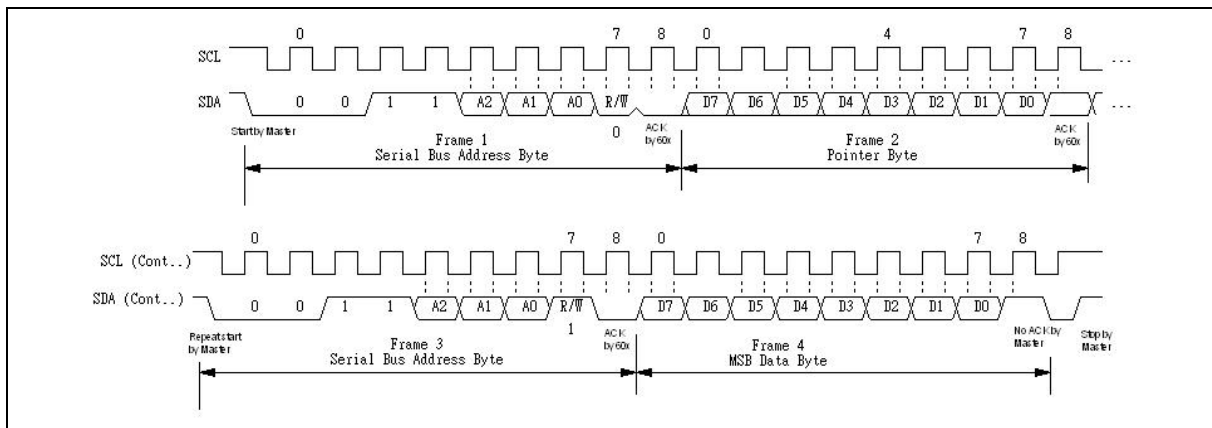 0 7 8 0 4 7 8
SCL ...
SDA 0 0 1 1 A2 A1 A0 R/W D7 D6 D5 D4 D3 D2 D1 D0 ...
0
Start by Master
ACK
by 60x
ACK
by 60x
Frame 1
Serial Bus Address Byte
Frame 2
Pointer Byte
0 7 8 0 7 8
SCL (Cont..)
SDA (Cont..) 0 0 1 1 A2 A1 A0 R/W D7 D6 D5 D4 D3 D2 D1 D0
1
Repeat start
by Master
ACK
by 60x
No ACK by
Master
Stop by
Master
Frame 3
Serial Bus Address Byte
Frame 4
MSB Data Byte